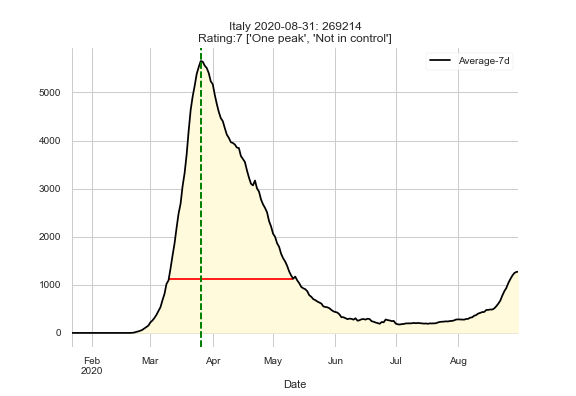 Italy 2020-08-31: 269214
Rating:7 ['One peak', 'Not in control']
Average-7d
5000
4000
3000
2000
1000
0
Feb
2020
Mar
Apr
May
Jun
Jul
Aug
Date